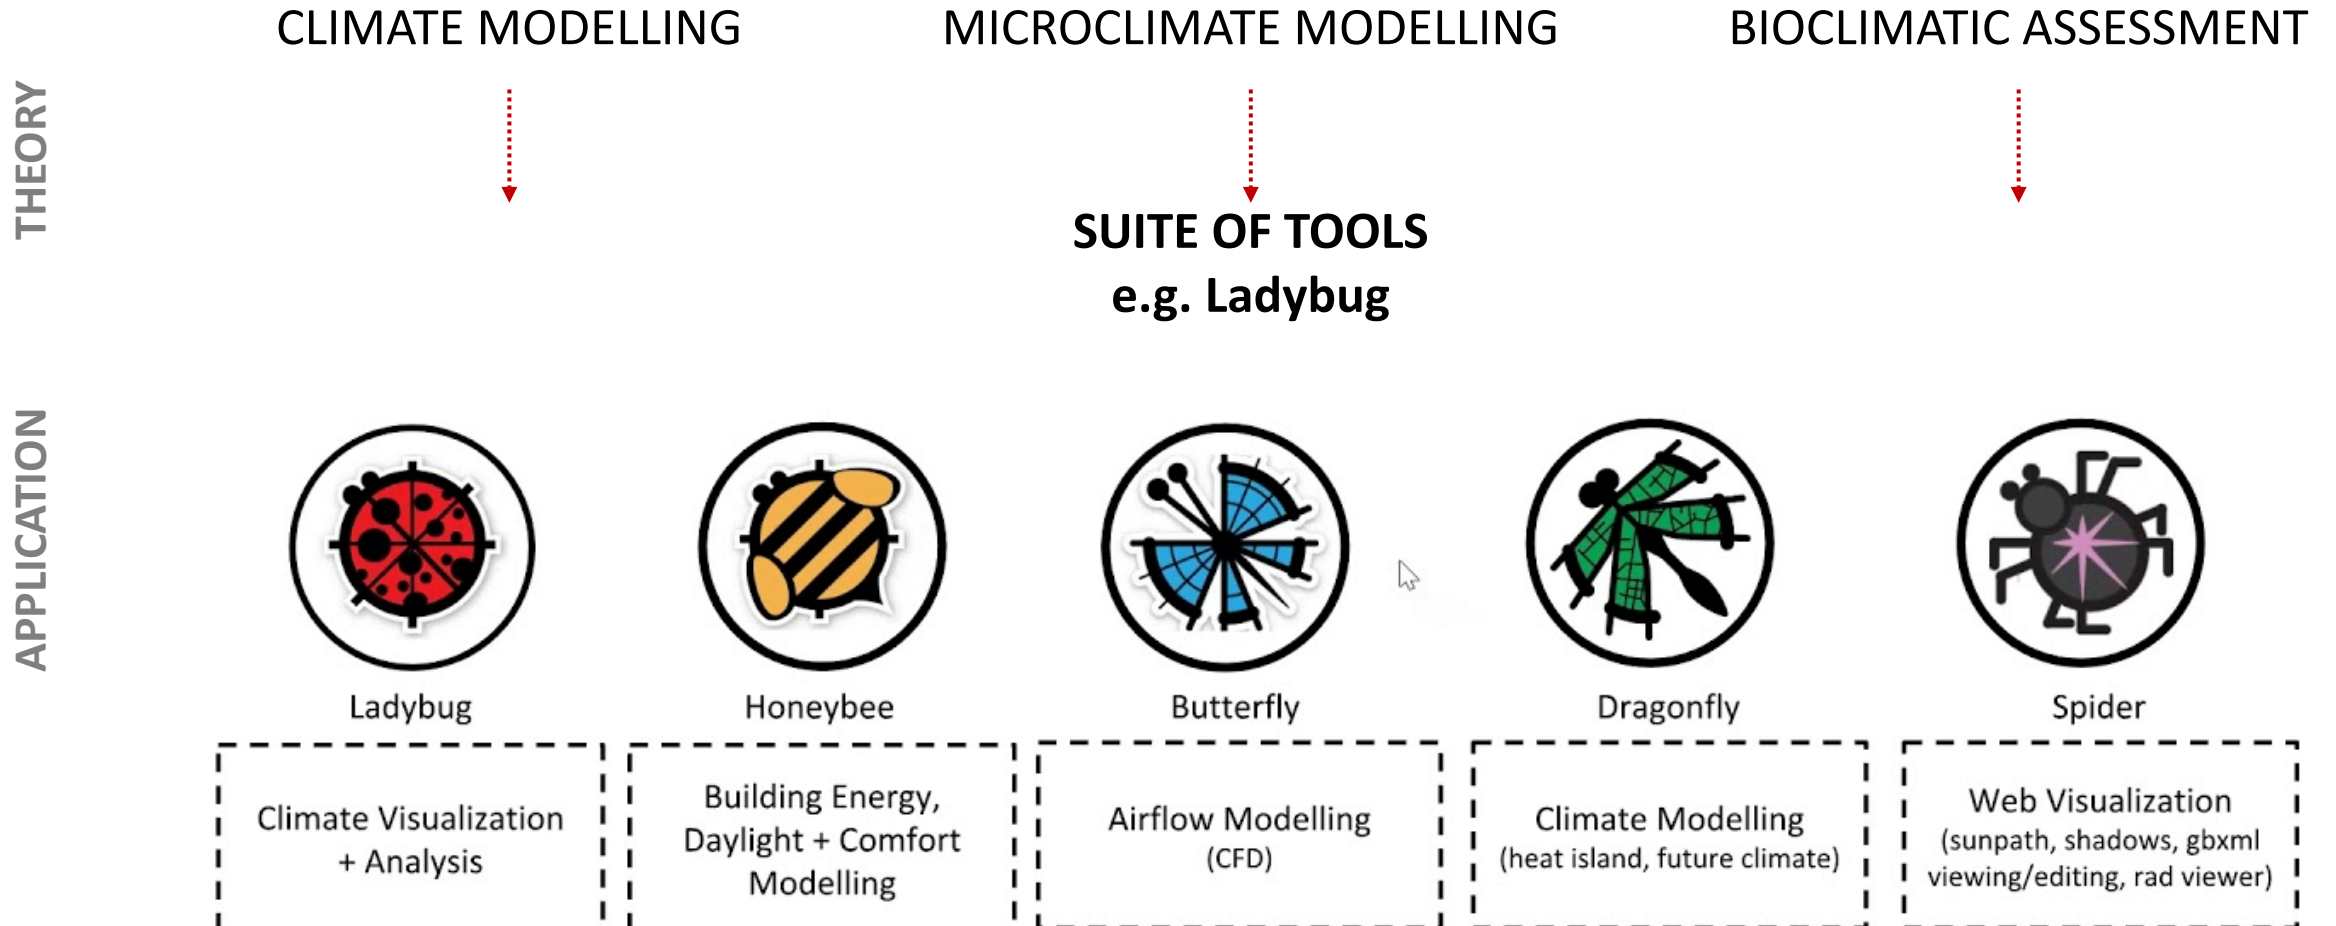 CLIMATE MODELLING
MICROCLIMATE MODELLING
BIOCLIMATIC ASSESSMENT
THEORY
SUITE OF TOOLS
e.g. Ladybug
APPLICATION
Ladybug
Honeybee
Butterfly
Dragonfly
Spider
Climate Visualization
+ Analysis
Building Energy,
Daylight + Comfort
Modelling
Airflow Modelling
(CFD)
Climate Modelling
(heat island, future climate)
Web Visualization
(sunpath, shadows, gbxml
viewing/editing, rad viewer)